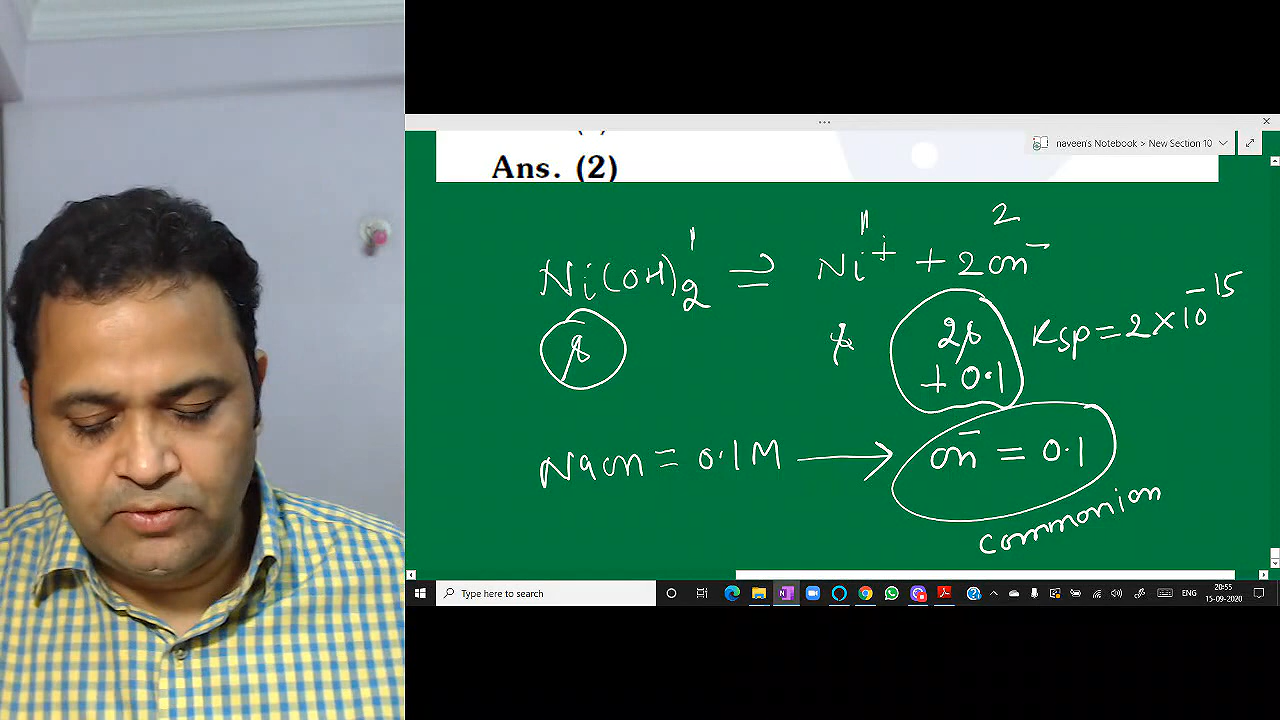 naveen's Notebook > New Section 10
Ans. (2)
1 11 2
Ni(OH)2 ⇌ Ni++ + 2OH⁻
s s 2s + 0.1
Ksp = 2 × 10⁻¹⁵
NaOH = 0.1M → OH⁻ = 0.1
common ion
Type here to search
ENG
20:55
15-09-2020